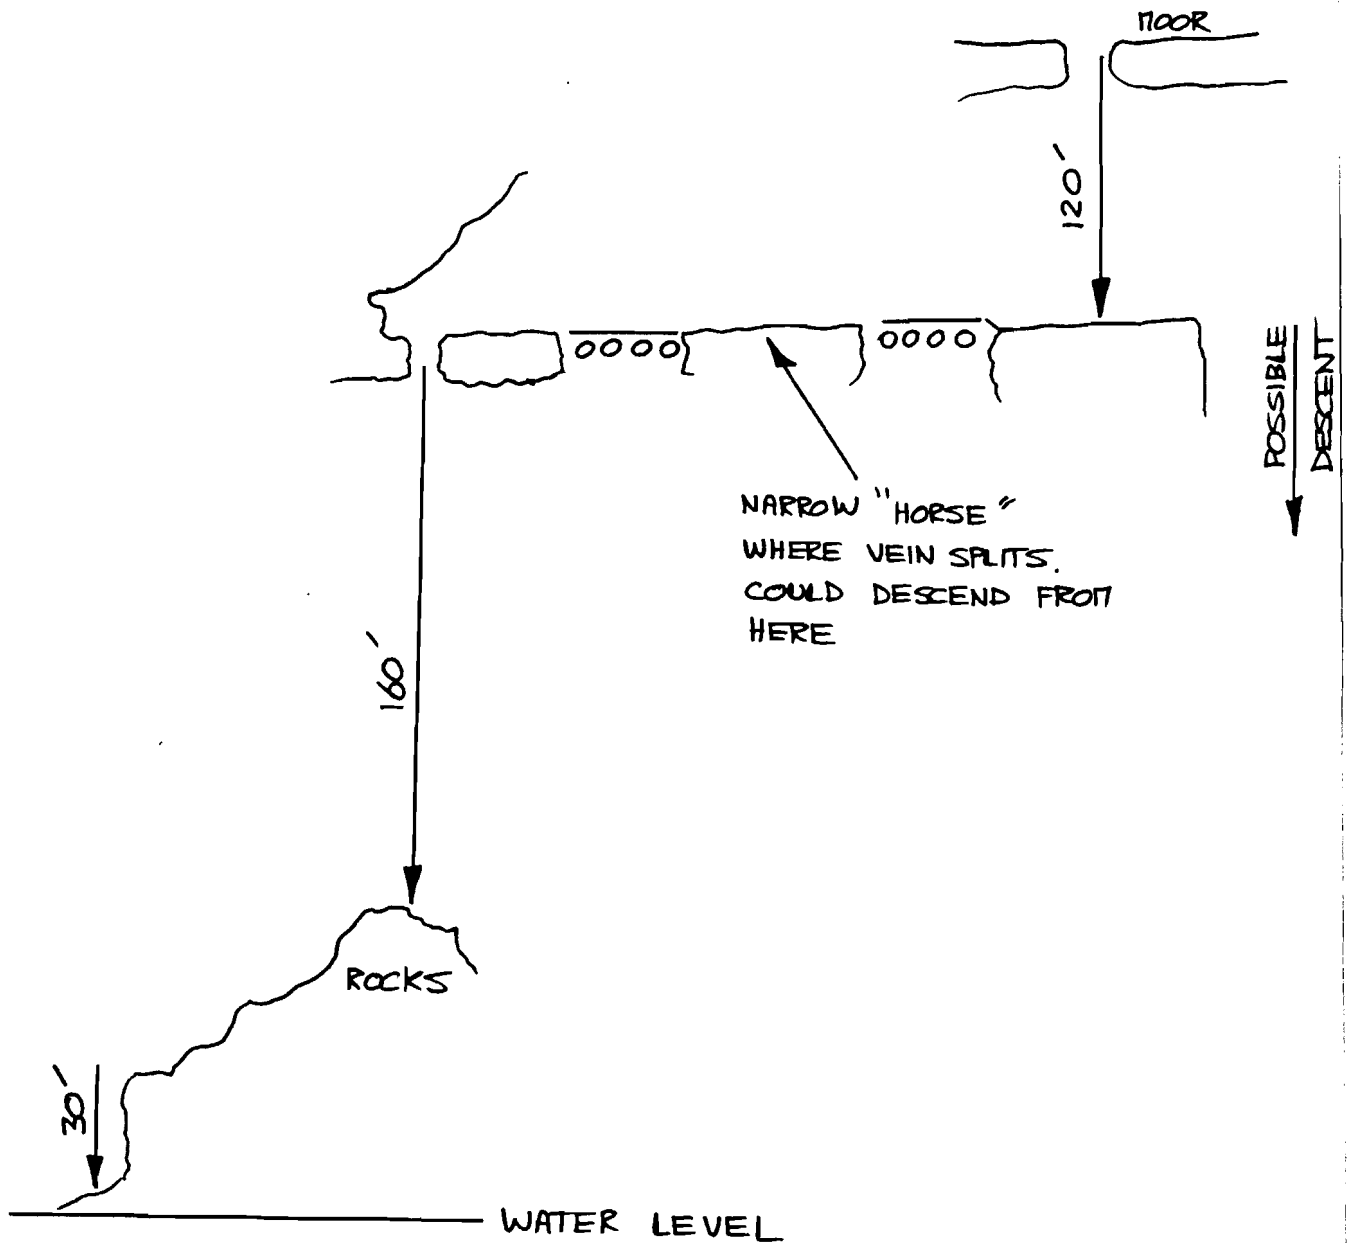 MOOR
120'
POSSIBLE
DESCENT
NARROW "HORSE"
WHERE VEIN SPLITS.
COULD DESCEND FROM
HERE
160'
ROCKS
30'
WATER LEVEL